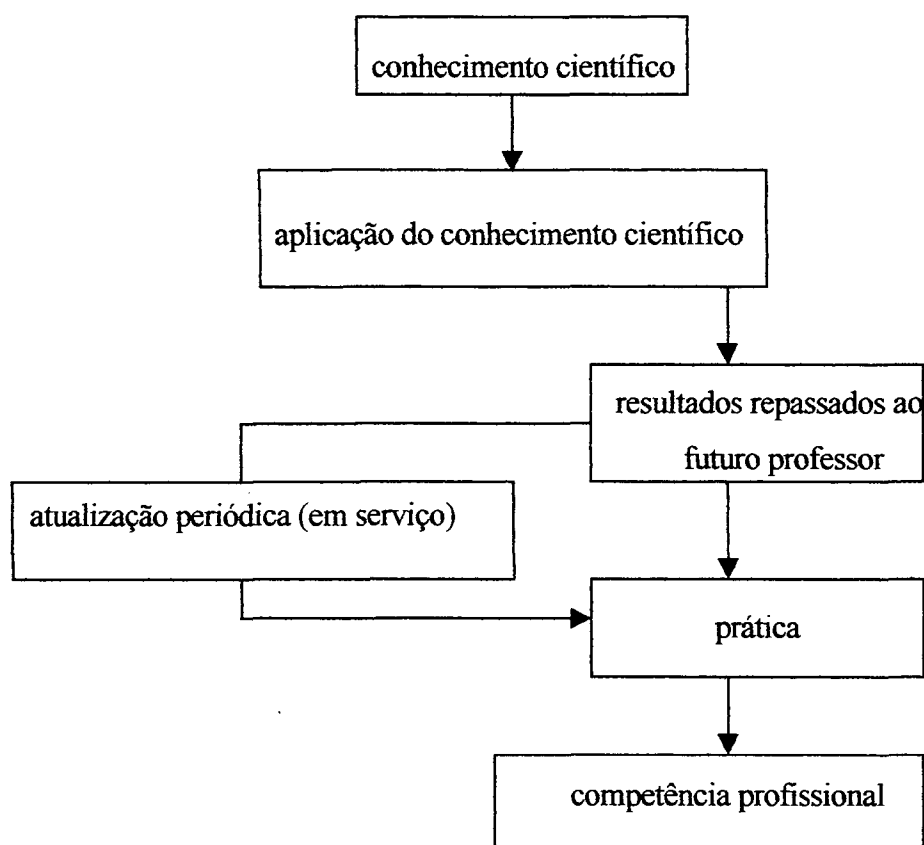 conhecimento científico
aplicação do conhecimento científico
resultados repassados ao
futuro professor
atualização periódica (em serviço)
prática
competência profissional